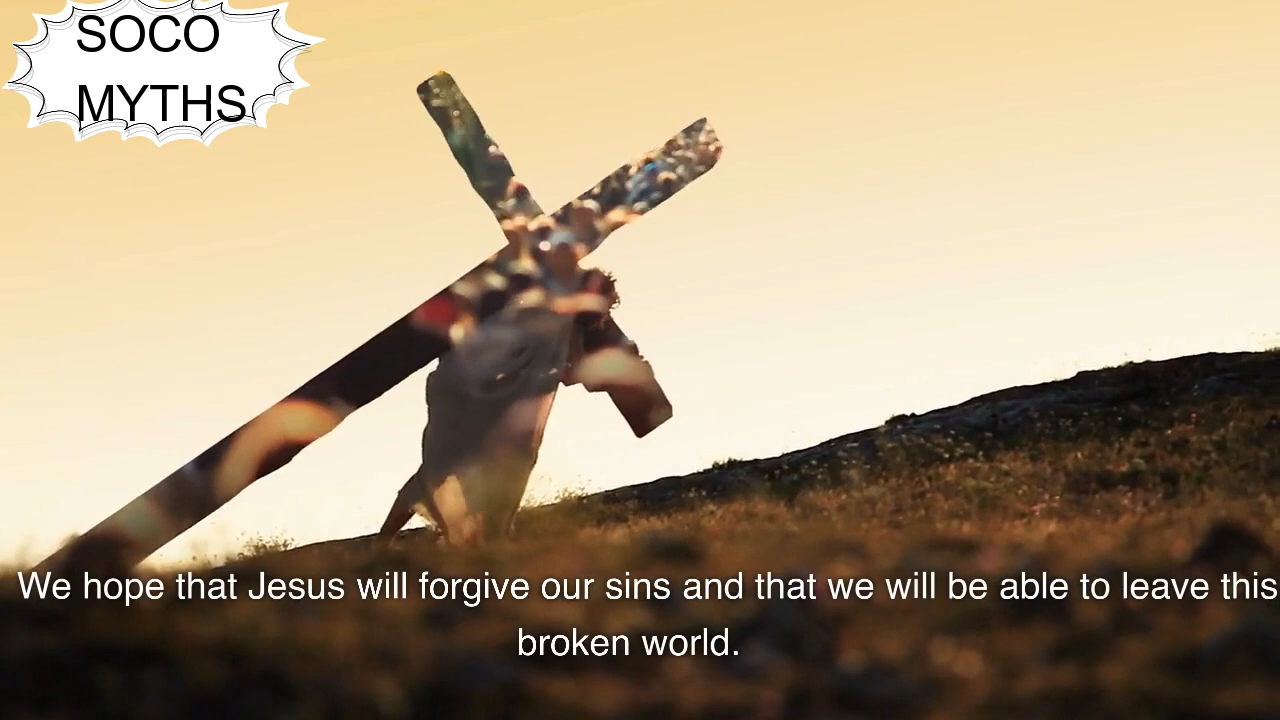 SOCO
MYTHS
We hope that Jesus will forgive our sins and that we will be able to leave this
broken world.